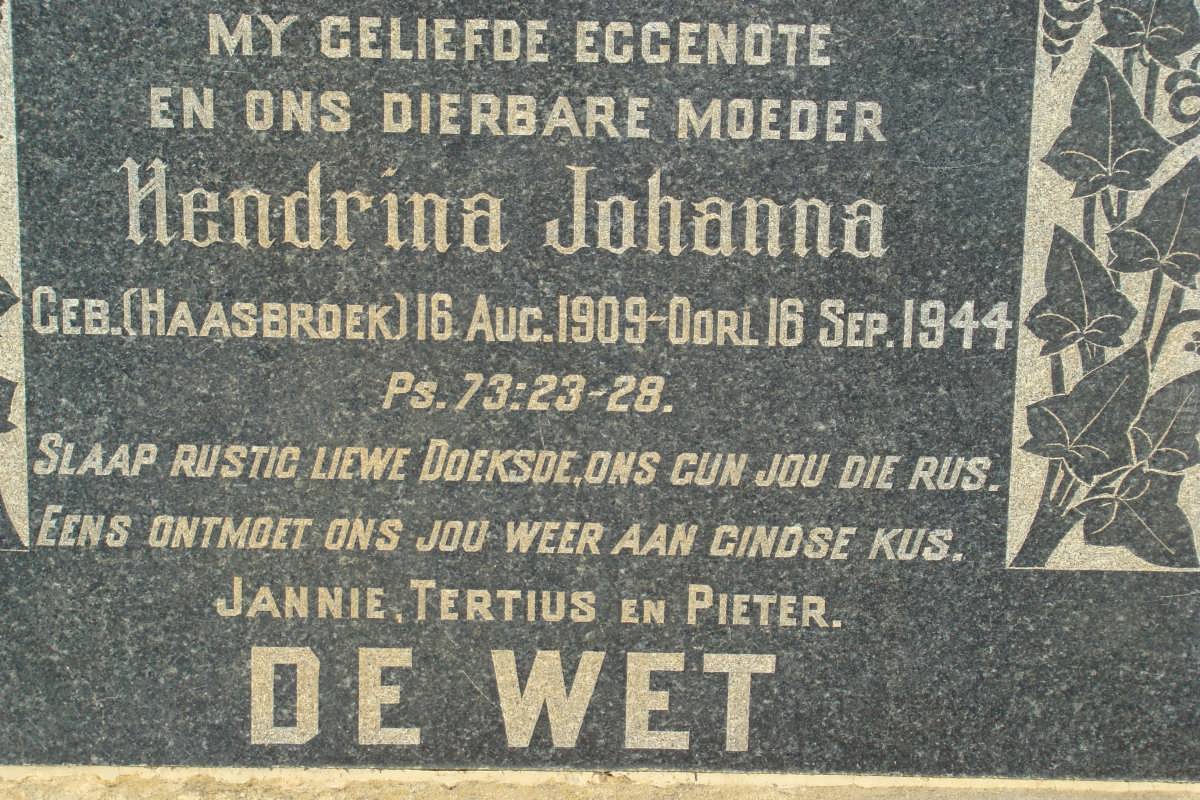 MY GELIEFDE EGGENOTE
EN ONS DIERBARE MOEDER
Hendrina Johanna
GEB.(HAASBROEK) 16 AUG.1909-OORL 16 SEP.1944
PS.73:23-28.
SLAAP RUSTIG LIEWE DOEKSDE, ONS GUN JOU DIE RUS.
EENS ONTMOET ONS JOU WEER AAN GINDSE KUS.
JANNIE, TERTIUS EN PIETER.
DE WET